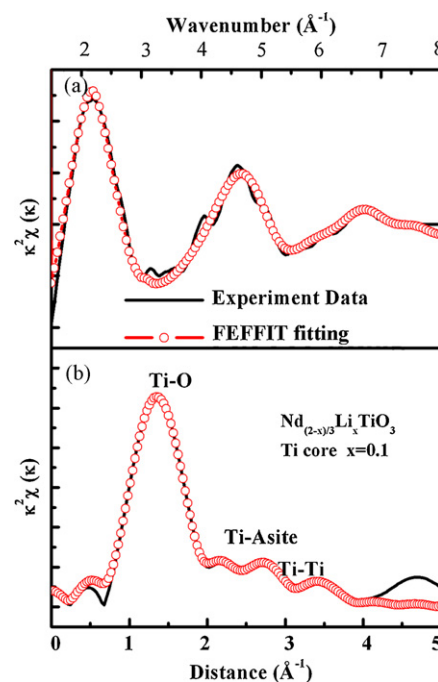 Wavenumber (Å⁻¹)
2 3 4 5 6 7 8
(a)
κ²χ (κ)
Experiment Data
FEFFIT fitting
(b)
Ti-O
Nd₍₂₋ₓ₎/₃LiₓTiO₃
Ti core x=0.1
κ²χ (κ)
Ti-Asite
Ti-Ti
0 1 2 3 4 5
Distance (Å⁻¹)